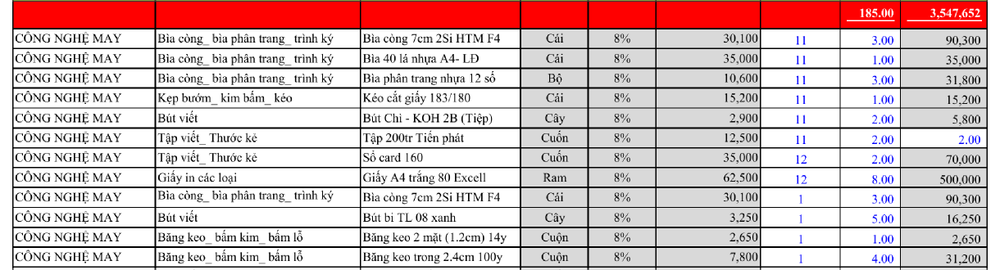 185.00 3,547,652
CÔNG NGHỆ MAY Bìa còng_ bìa phân trang_ trình ký Bìa còng 7cm 2Si HTM F4 Cái 8% 30,100 11 3.00 90,300
CÔNG NGHỆ MAY Bìa còng_ bìa phân trang_ trình ký Bìa 40 lá nhựa A4- LĐ Cái 8% 35,000 11 1.00 35,000
CÔNG NGHỆ MAY Bìa còng_ bìa phân trang_ trình ký Bìa phân trang nhựa 12 số Bộ 8% 10,600 11 3.00 31,800
CÔNG NGHỆ MAY Kẹp bướm_ kim bấm_ kéo Kéo cắt giấy 183/180 Cái 8% 15,200 11 1.00 15,200
CÔNG NGHỆ MAY Bút viết Bút Chì - KOH 2B (Tiệp) Cây 8% 2,900 11 2.00 5,800
CÔNG NGHỆ MAY Tập viết_ Thước kẻ Tập 200tr Tiến phát Cuốn 8% 12,500 11 2.00 2.00
CÔNG NGHỆ MAY Tập viết_ Thước kẻ Sổ card 160 Cuốn 8% 35,000 12 2.00 70,000
CÔNG NGHỆ MAY Giấy in các loại Giấy A4 trắng 80 Excell Ram 8% 62,500 12 8.00 500,000
CÔNG NGHỆ MAY Bìa còng_ bìa phân trang_ trình ký Bìa còng 7cm 2Si HTM F4 Cái 8% 30,100 1 3.00 90,300
CÔNG NGHỆ MAY Bút viết Bút bi TL 08 xanh Cây 8% 3,250 1 5.00 16,250
CÔNG NGHỆ MAY Băng keo_ bấm kim_ bấm lỗ Băng keo 2 mặt (1.2cm) 14y Cuộn 8% 2,650 1 1.00 2,650
CÔNG NGHỆ MAY Băng keo_ bấm kim_ bấm lỗ Băng keo trong 2.4cm 100y Cuộn 8% 7,800 1 4.00 31,200